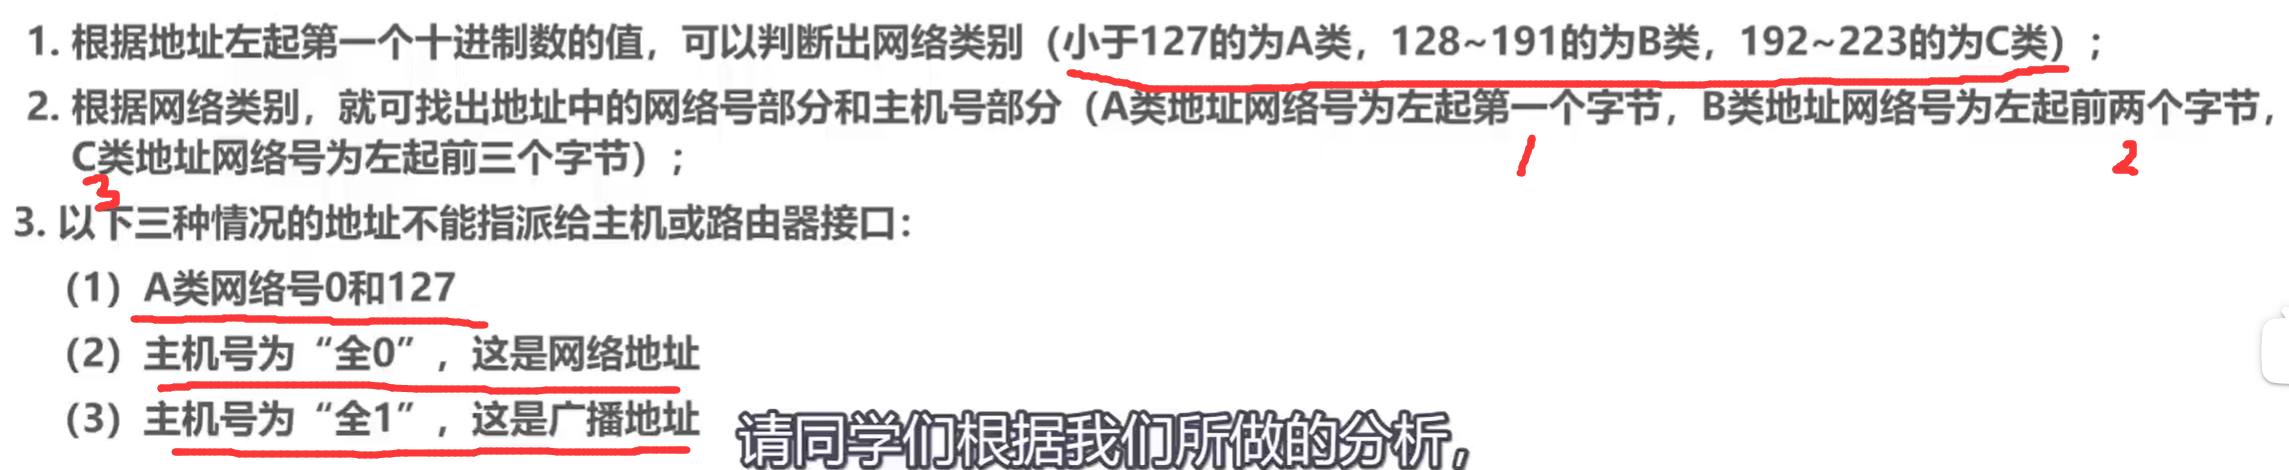 1. 根据地址左起第一个十进制数的值，可以判断出网络类别（小于127的为A类，128~191的为B类，192~223的为C类）；
2. 根据网络类别，就可找出地址中的网络号部分和主机号部分（A类地址网络号为左起第一个字节，B类地址网络号为左起前两个字节，
C类地址网络号为左起前三个字节）；
1
2
3
3. 以下三种情况的地址不能指派给主机或路由器接口：
（1）A类网络号0和127
（2）主机号为“全0”，这是网络地址
（3）主机号为“全1”，这是广播地址
请同学们根据我们所做的分析，